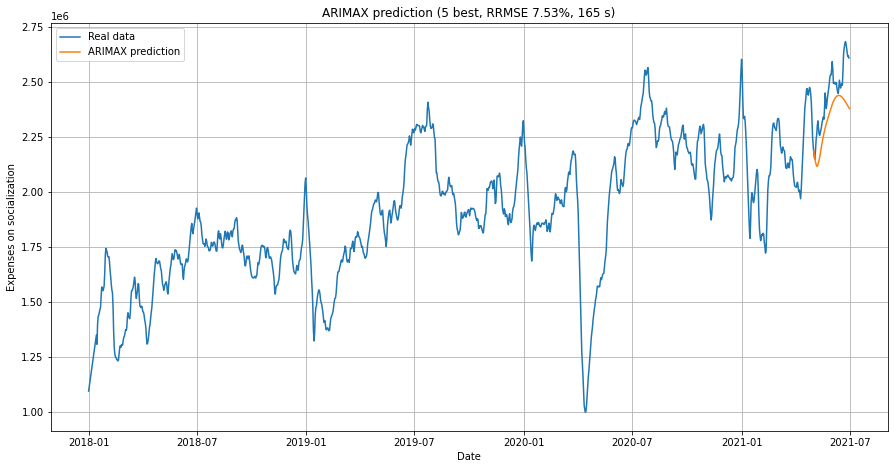 ARIMAX prediction (5 best, RRMSE 7.53%, 165 s)
1e6
Real data
ARIMAX prediction
2.75
2.50
2.25
2.00
1.75
1.50
1.25
1.00
Expenses on socialization
2018-01 2018-07 2019-01 2019-07 2020-01 2020-07 2021-01 2021-07
Date